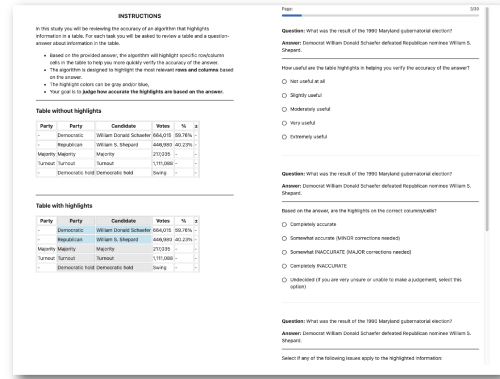 INSTRUCTIONS
In this study you will be reviewing the accuracy of an algorithm that highlights
information in a table. For each task you will be asked to review a table and a question-
answer about information in the table.
• Based on the provided answer, the algorithm will highlight specific row/column
cells in the table to help you more quickly verify the accuracy of the answer.
• The algorithm is designed to highlight the most relevant rows and columns based
on the answer.
• The highlight colors can be gray and/or blue,
• Your goal is to judge how accurate the highlights are based on the answer.
Table without highlights
Party Party Candidate Votes % ±
- Democratic William Donald Schaefer 664,015 59.76% -
- Republican William S. Shepard 446,980 40.23% -
Majority Majority Majority 217,035 - -
Turnout Turnout Turnout 1,111,088 - -
- Democratic hold Democratic hold Swing - -
Table with highlights
Party Party Candidate Votes % ±
- Democratic William Donald Schaefer 664,015 59.76% -
- Republican William S. Shepard 446,980 40.23% -
Majority Majority Majority 217,035 - -
Turnout Turnout Turnout 1,111,088 - -
- Democratic hold Democratic hold Swing - -
Page:
Question: What was the result of the 1990 Maryland gubernatorial election?
Answer: Democrat William Donald Schaefer defeated Republican nominee William S.
Shepard.
How useful are the table highlights in helping you verify the accuracy of the answer?
Not useful at all
Slightly useful
Moderately useful
Very useful
Extremely useful
Question: What was the result of the 1990 Maryland gubernatorial election?
Answer: Democrat William Donald Schaefer defeated Republican nominee William S.
Shepard.
Based on the answer, are the highlights on the correct columns/cells?
Completely accurate
Somewhat accurate (MINOR corrections needed)
Somewhat INACCURATE (MAJOR corrections needed)
Completely INACCURATE
Undecided (if you are very unsure or unable to make a judgement, select this
option)
Question: What was the result of the 1990 Maryland gubernatorial election?
Answer: Democrat William Donald Schaefer defeated Republican nominee William S.
Shepard.
Select if any of the following issues apply to the highlighted information: